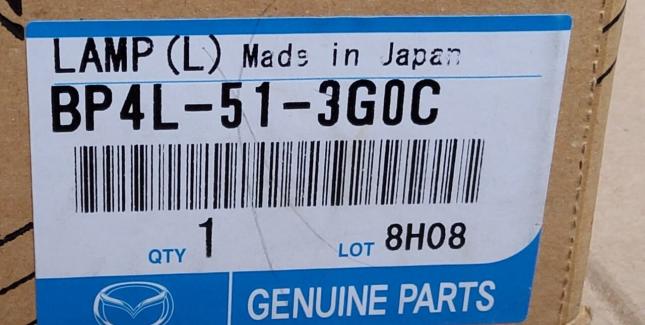 LAMP (L) Made in Japan
BP4L-51-3G0C
QTY 1 LOT 8H08
GENUINE PARTS